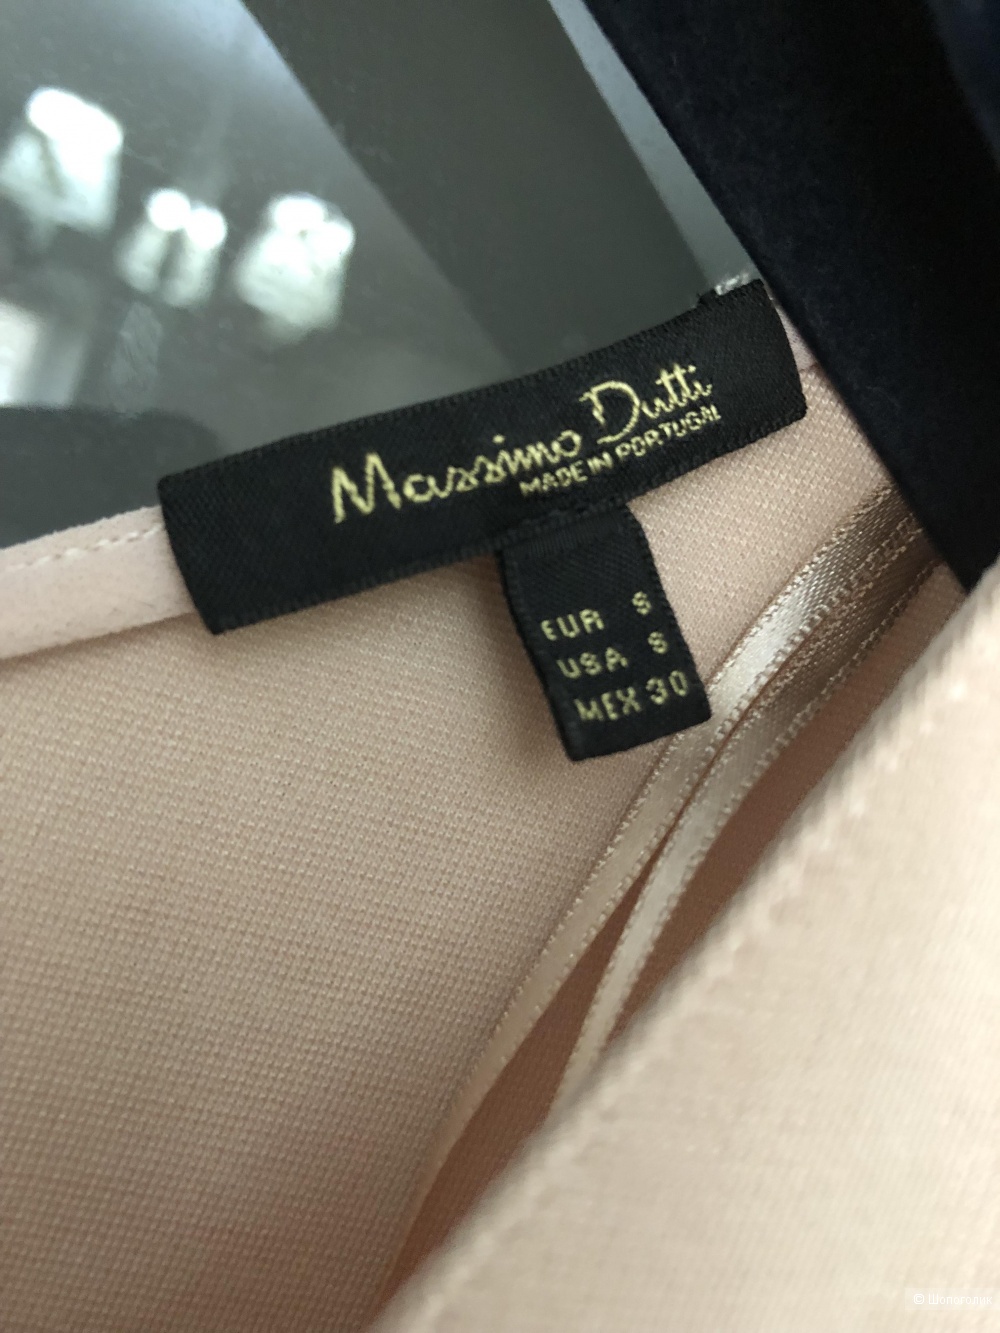 Massimo Dutti
MADE IN PORTUGAL
EUR S
USA S
MEX 30
© Шопоголик